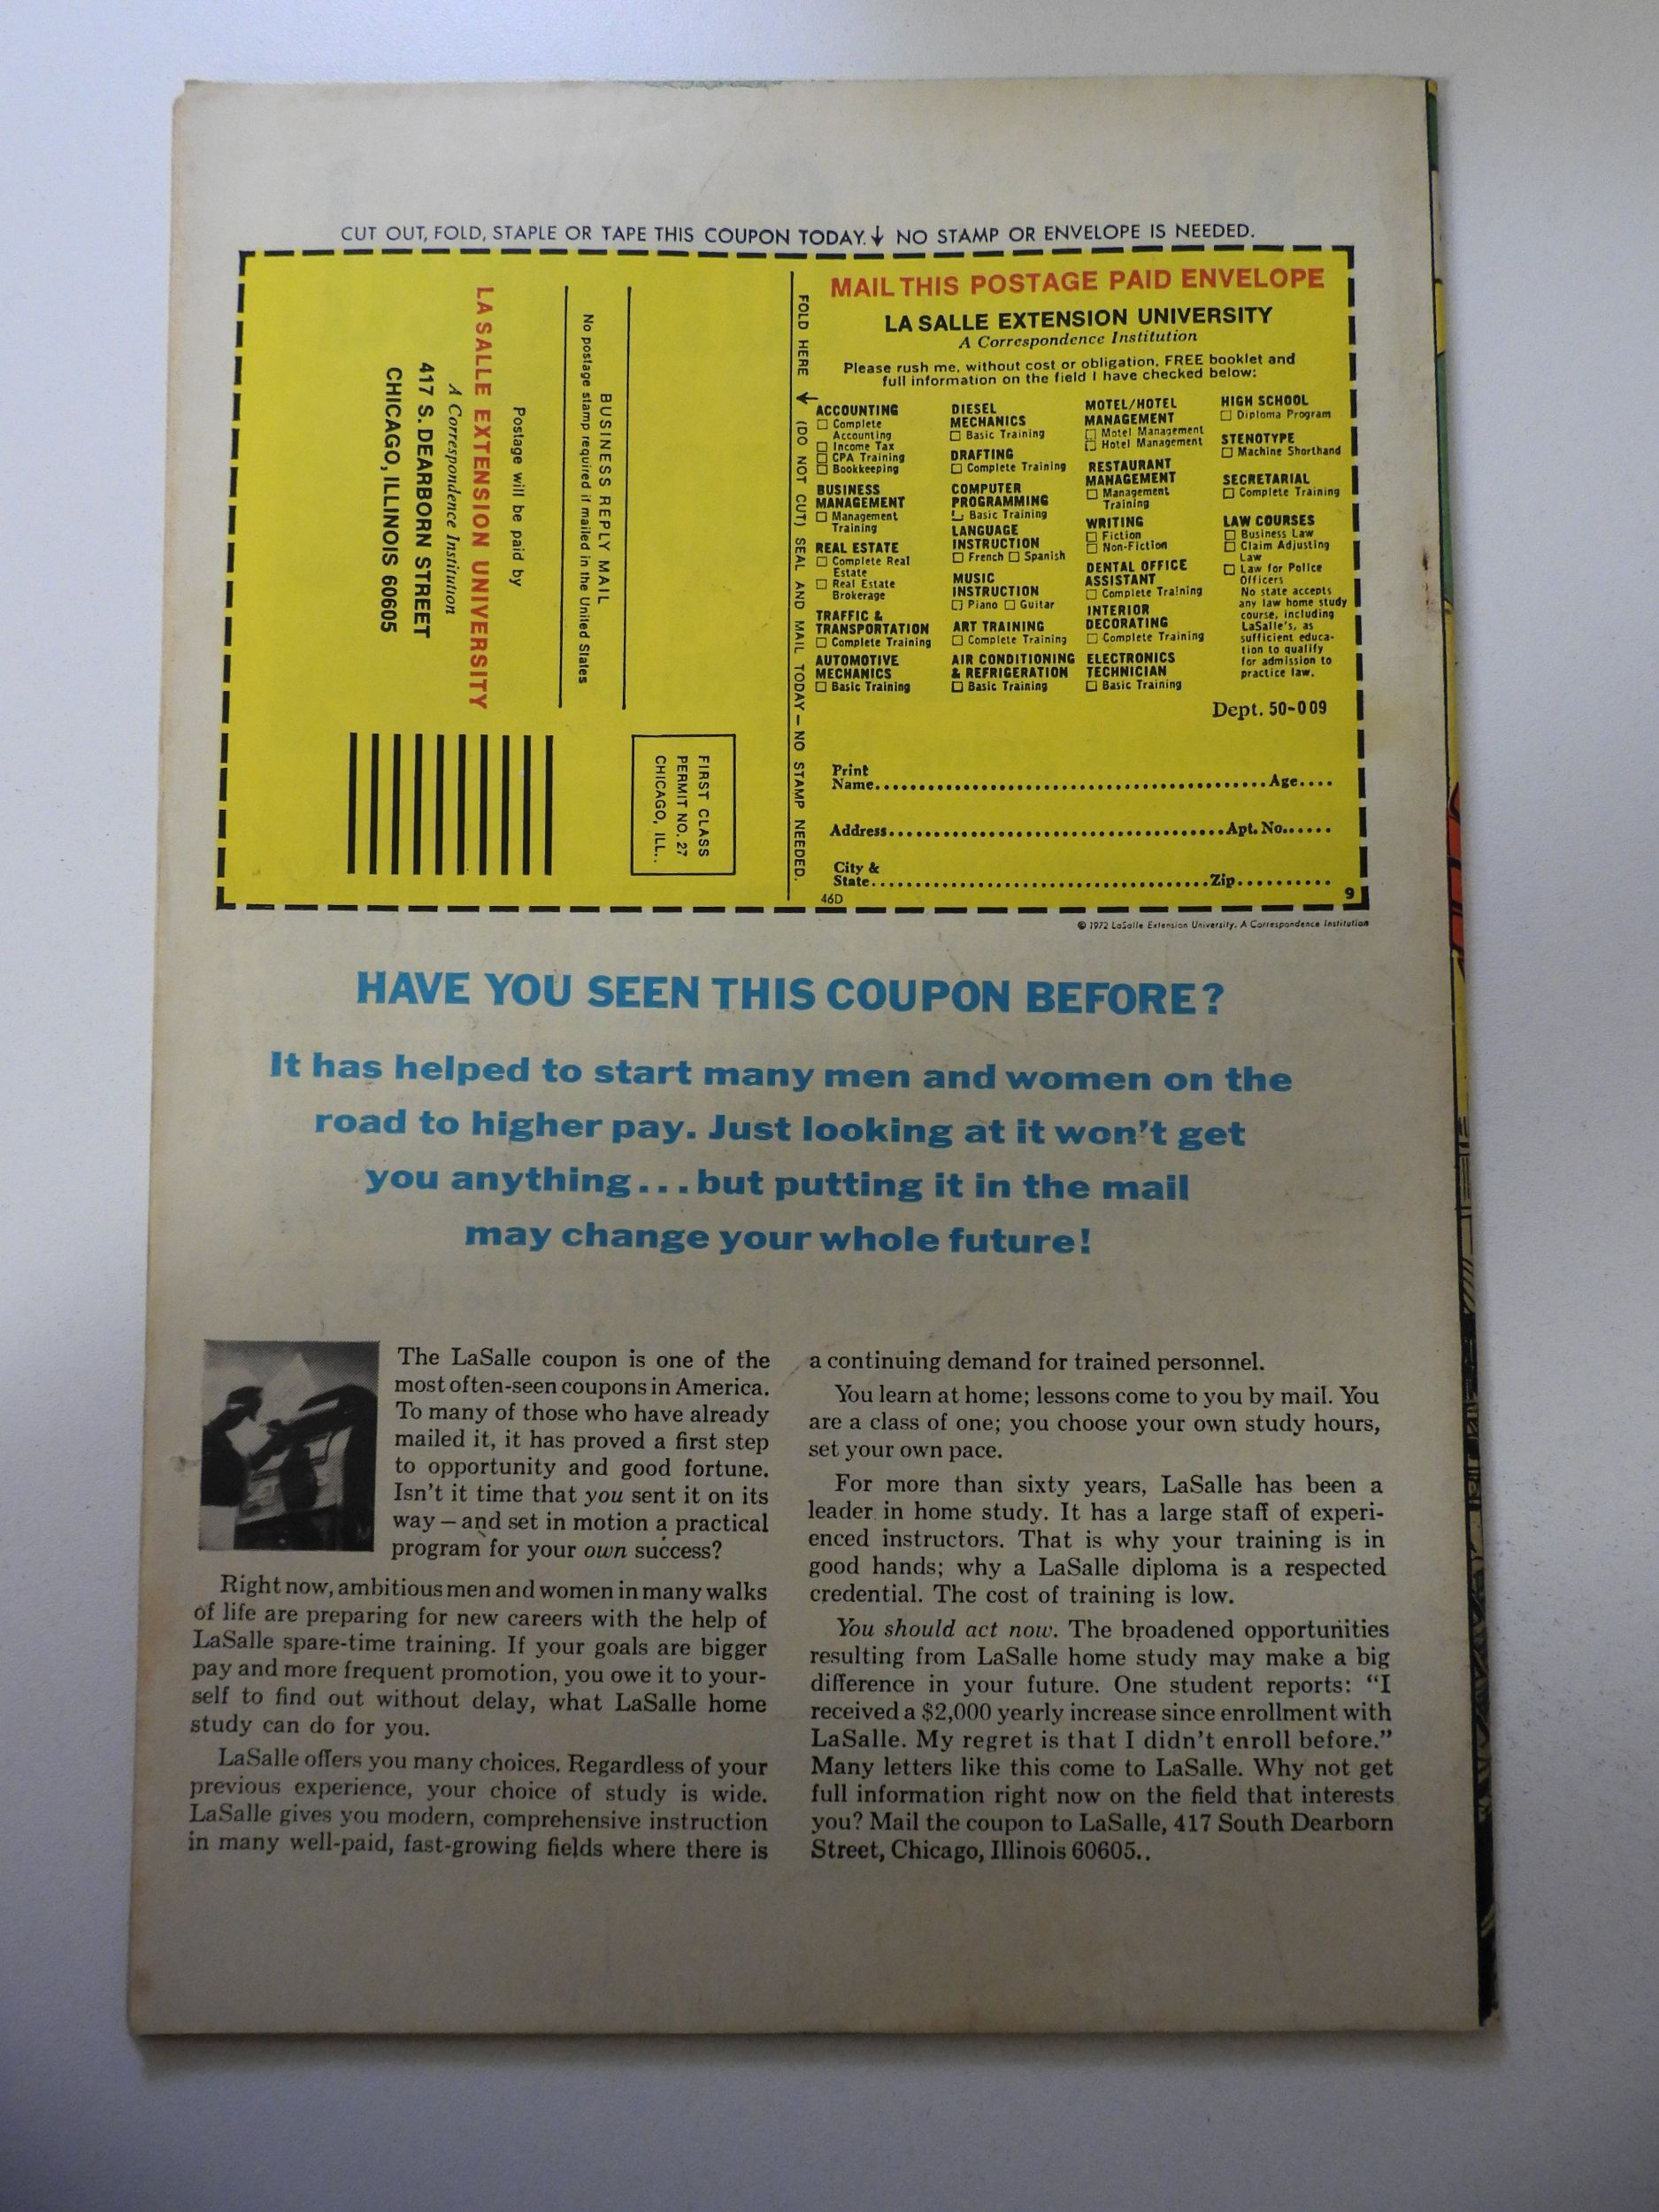 CUT OUT, FOLD, STAPLE OR TAPE THIS COUPON TODAY.↓ NO STAMP OR ENVELOPE IS NEEDED.
BUSINESS REPLY MAIL
No postage stamp required if mailed in the United States
Postage will be paid by
LA SALLE EXTENSION UNIVERSITY
A Correspondence Institution
417 S. DEARBORN STREET
CHICAGO, ILLINOIS 60605
FIRST CLASS
PERMIT NO. 27
CHICAGO, ILL..
FOLD HERE ↓ (DO NOT CUT) SEAL AND MAIL TODAY — NO STAMP NEEDED.
MAIL THIS POSTAGE PAID ENVELOPE
LA SALLE EXTENSION UNIVERSITY
A Correspondence Institution
Please rush me, without cost or obligation, FREE booklet and
full information on the field I have checked below:
ACCOUNTING
☐ Complete
Accounting
☐ Income Tax
☐ CPA Training
☐ Bookkeeping
BUSINESS
MANAGEMENT
☐ Management
Training
REAL ESTATE
☐ Complete Real
Estate
☐ Real Estate
Brokerage
TRAFFIC &
TRANSPORTATION
☐ Complete Training
AUTOMOTIVE
MECHANICS
☐ Basic Training
DIESEL
MECHANICS
☐ Basic Training
DRAFTING
☐ Complete Training
COMPUTER
PROGRAMMING
☐ Basic Training
LANGUAGE
INSTRUCTION
☐ French ☐ Spanish
MUSIC
INSTRUCTION
☐ Piano ☐ Guitar
ART TRAINING
☐ Complete Training
AIR CONDITIONING
& REFRIGERATION
☐ Basic Training
MOTEL/HOTEL
MANAGEMENT
☐ Motel Management
☐ Hotel Management
RESTAURANT
MANAGEMENT
☐ Management
Training
WRITING
☐ Fiction
☐ Non-Fiction
DENTAL OFFICE
ASSISTANT
☐ Complete Training
INTERIOR
DECORATING
☐ Complete Training
ELECTRONICS
TECHNICIAN
☐ Basic Training
HIGH SCHOOL
☐ Diploma Program
STENOTYPE
☐ Machine Shorthand
SECRETARIAL
☐ Complete Training
LAW COURSES
☐ Business Law
☐ Claim Adjusting
Law
☐ Law for Police
Officers
No state accepts
any law home study
course, including
LaSalle's, as
sufficient educa-
tion to qualify
for admission to
practice law.
Dept. 50-009
Print
Name.................................................Age....
Address..........................................Apt. No......
City &
State..........................................Zip..........
46D
9
© 1972 LaSalle Extension University. A Correspondence Institution
HAVE YOU SEEN THIS COUPON BEFORE?
It has helped to start many men and women on the
road to higher pay. Just looking at it won't get
you anything...but putting it in the mail
may change your whole future!
The LaSalle coupon is one of the
most often-seen coupons in America.
To many of those who have already
mailed it, it has proved a first step
to opportunity and good fortune.
Isn't it time that you sent it on its
way – and set in motion a practical
program for your own success?
Right now, ambitious men and women in many walks
of life are preparing for new careers with the help of
LaSalle spare-time training. If your goals are bigger
pay and more frequent promotion, you owe it to your-
self to find out without delay, what LaSalle home
study can do for you.
LaSalle offers you many choices. Regardless of your
previous experience, your choice of study is wide.
LaSalle gives you modern, comprehensive instruction
in many well-paid, fast-growing fields where there is
a continuing demand for trained personnel.
You learn at home; lessons come to you by mail. You
are a class of one; you choose your own study hours,
set your own pace.
For more than sixty years, LaSalle has been a
leader in home study. It has a large staff of experi-
enced instructors. That is why your training is in
good hands; why a LaSalle diploma is a respected
credential. The cost of training is low.
You should act now. The broadened opportunities
resulting from LaSalle home study may make a big
difference in your future. One student reports: “I
received a $2,000 yearly increase since enrollment with
LaSalle. My regret is that I didn't enroll before.”
Many letters like this come to LaSalle. Why not get
full information right now on the field that interests
you? Mail the coupon to LaSalle, 417 South Dearborn
Street, Chicago, Illinois 60605..